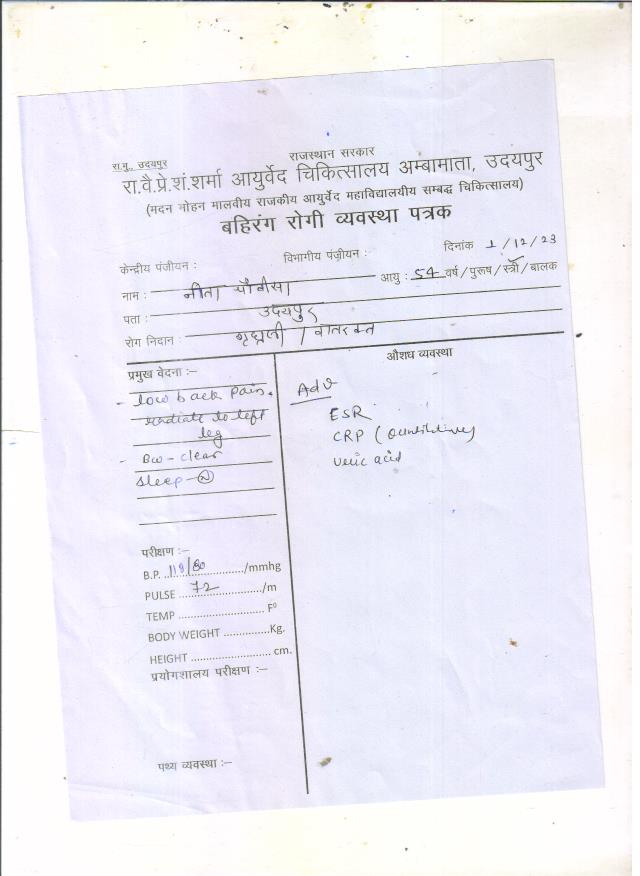 राजस्थान सरकार
रा.मु., उदयपुर
रा.वै.प्रे.शं.शर्मा आयुर्वेद चिकित्सालय अम्बामाता, उदयपुर
(मदन मोहन मालवीय राजकीय आयुर्वेद महाविद्यालयीय सम्बद्ध चिकित्सालय)
बहिरंग रोगी व्यवस्था पत्रक
केन्द्रीय पंजीयन : विभागीय पंजीयन : दिनांक 1/12/23
नाम :- नीता चौबीसा आयु : 54 वर्ष/पुरूष/स्त्री/बालक
पता :- उदयपुर
रोग निदान :- गृध्रसी / वातरक्त
प्रमुख वेदना :- औशध व्यवस्था
- low back pain.
radiate to left
leg
- Bw - clear
sleep - N
Adv
ESR
CRP (
uric acid
परीक्षण :-
B.P. 119/80 /mmhg
PULSE 72 /m
TEMP ........................ F⁰
BODY WEIGHT ..............Kg.
HEIGHT ........................ cm.
प्रयोगशालय परीक्षण :-
पथ्य व्यवस्था :-